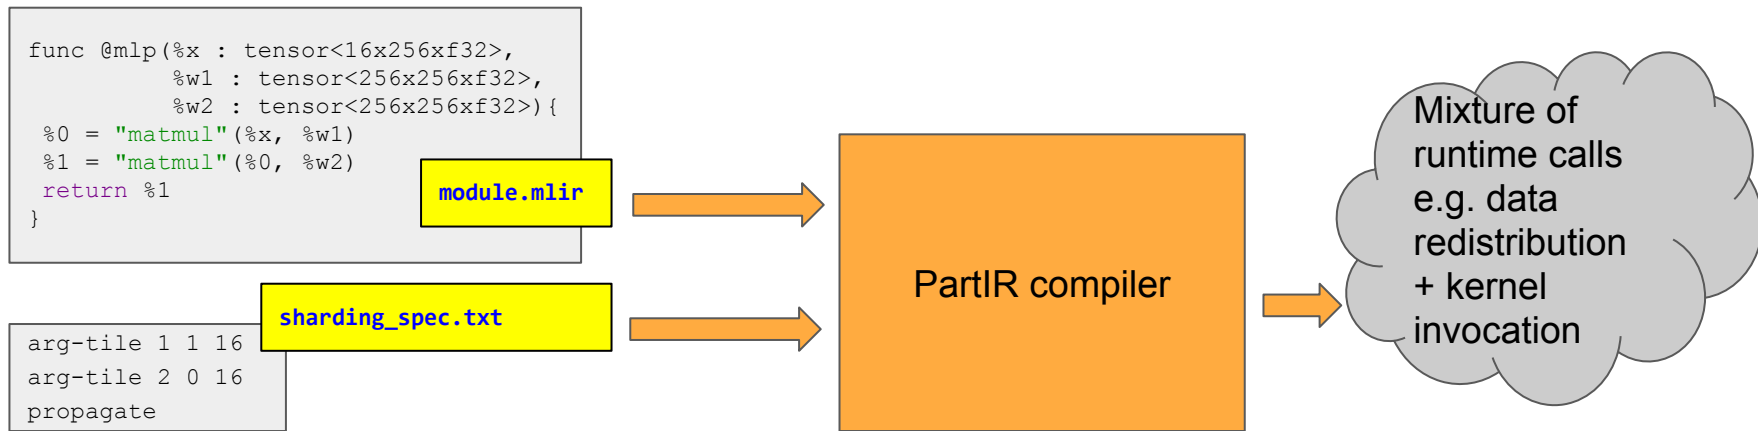 func @mlp(%x : tensor<16x256xf32>,
          %w1 : tensor<256x256xf32>,
          %w2 : tensor<256x256xf32>){
 %0 = "matmul"(%x, %w1)
 %1 = "matmul"(%0, %w2)
 return %1
}
module.mlir
sharding_spec.txt
arg-tile 1 1 16
arg-tile 2 0 16
propagate
PartIR compiler
Mixture of
runtime calls
e.g. data
redistribution
+ kernel
invocation